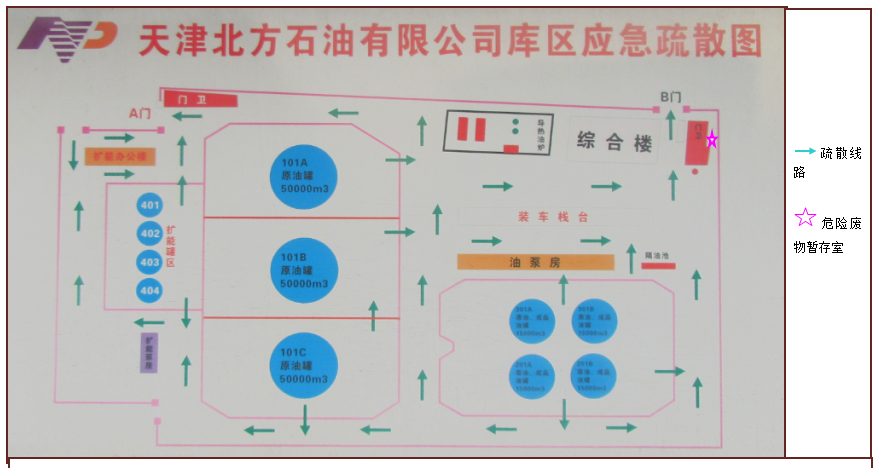 天津北方石油有限公司库区应急疏散图
门卫
A门
B门
导热油炉
综合楼
门卫
扩能办公楼
101A
原油罐
50000m3
401
402
403
404
扩能罐区
装车栈台
101B
原油罐
50000m3
油泵房
隔油池
扩能泵房
101C
原油罐
50000m3
疏散线
路
危险废
物暂存室